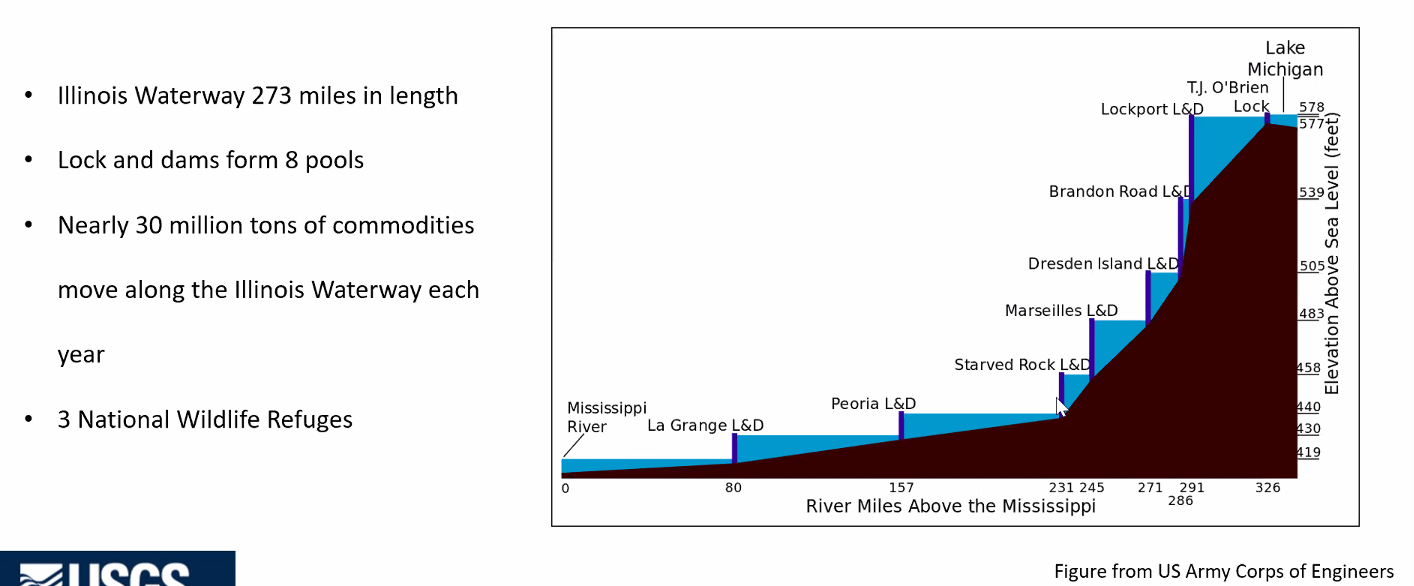 • Illinois Waterway 273 miles in length
• Lock and dams form 8 pools
• Nearly 30 million tons of commodities
move along the Illinois Waterway each
year
• 3 National Wildlife Refuges
Lake
Michigan
T.J. O'Brien
Lock
Lockport L&D
Brandon Road L&D
Dresden Island L&D
Marseilles L&D
Starved Rock L&D
Peoria L&D
La Grange L&D
Mississippi
River
578
577
539
505
483
458
440
430
419
Elevation Above Sea Level (feet)
0 80 157 231 245 271 291 326
286
River Miles Above the Mississippi
USGS
Figure from US Army Corps of Engineers